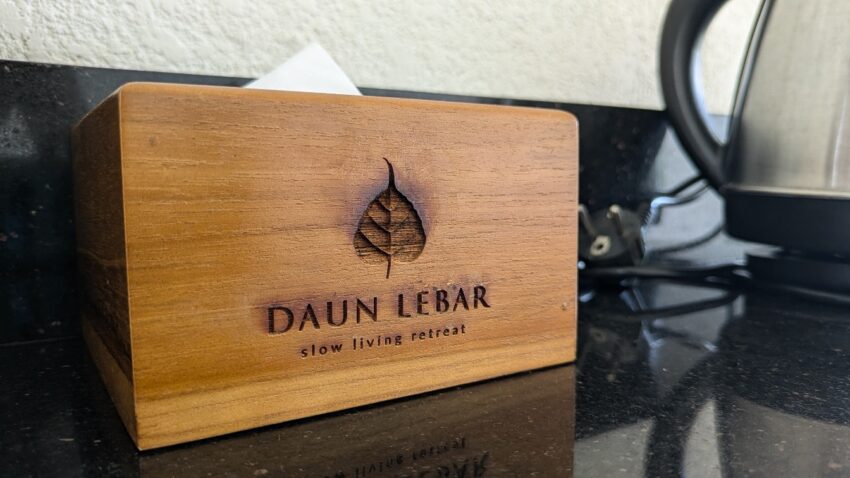 DAUN LEBAR
slow living retreat